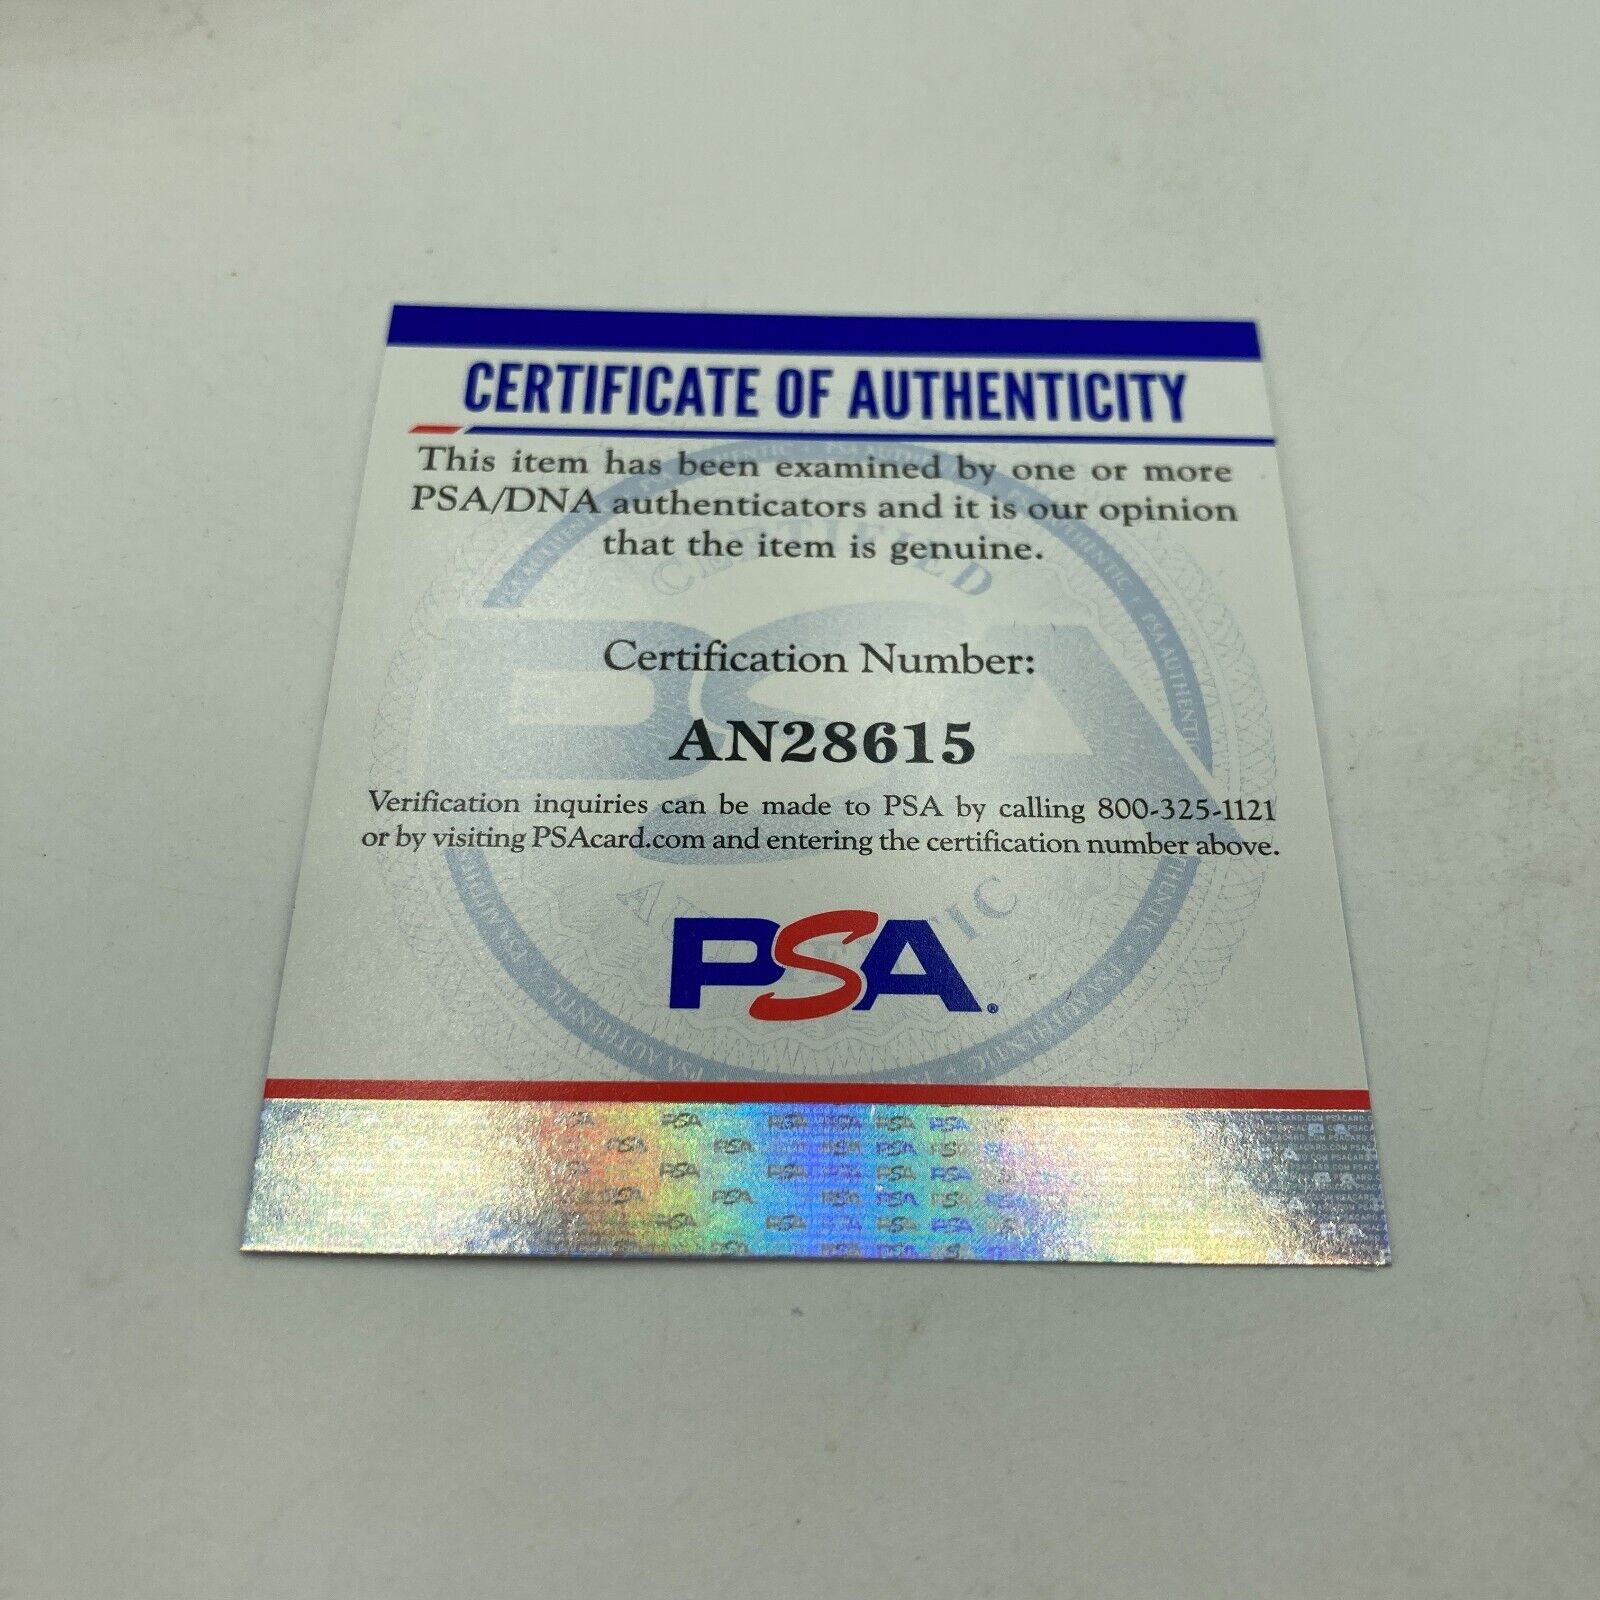 CERTIFICATE OF AUTHENTICITY
This item has been examined by one or more
PSA/DNA authenticators and it is our opinion
that the item is genuine.
CERTIFIED
PSA
Certification Number:
AN28615
Verification inquiries can be made to PSA by calling 800-325-1121
or by visiting PSAcard.com and entering the certification number above.
PSA®